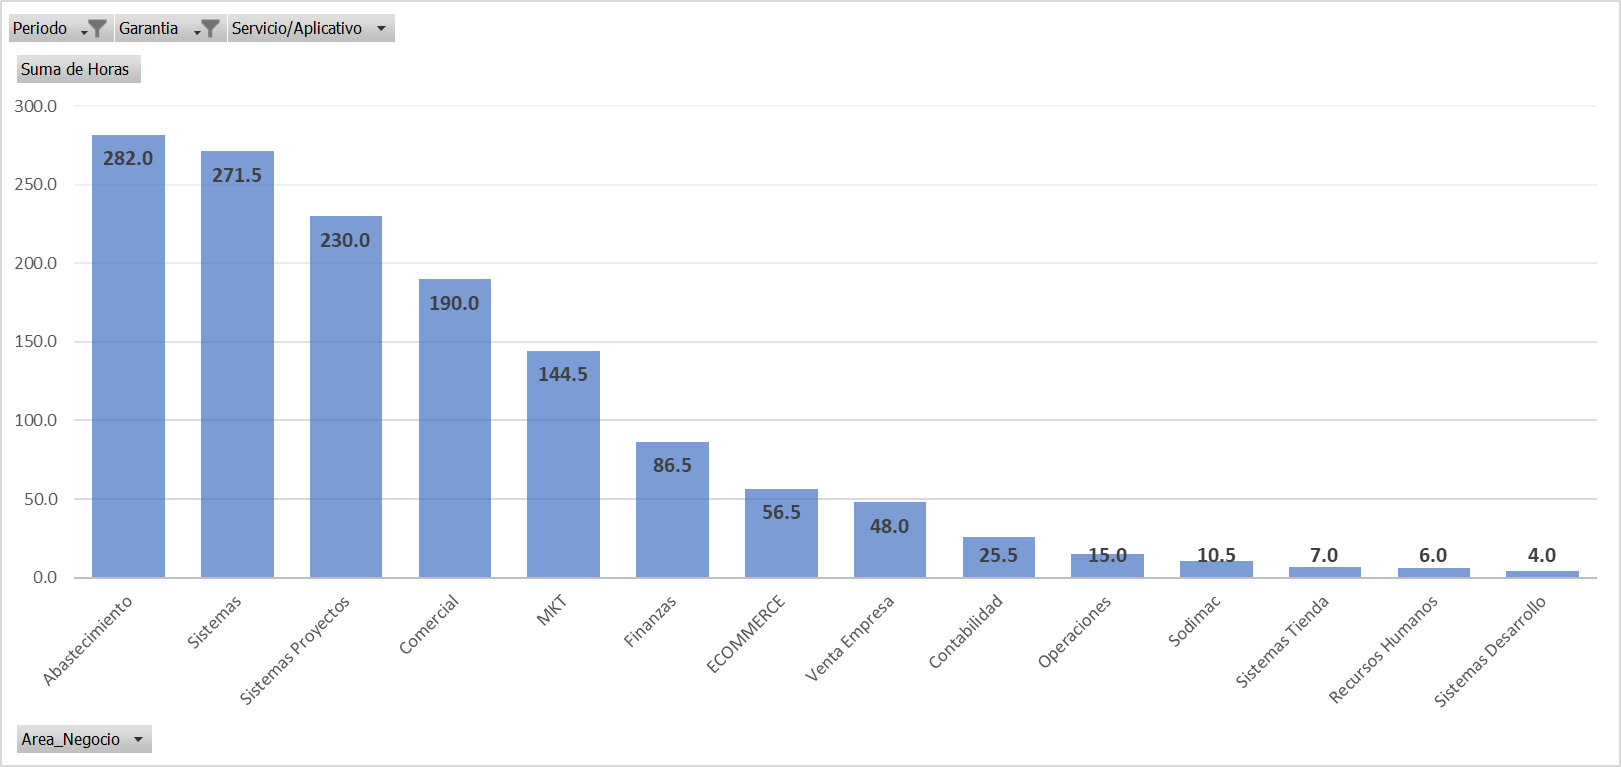 Periodo Garantia Servicio/Aplicativo
Suma de Horas
300.0
250.0
200.0
150.0
100.0
50.0
0.0
282.0
271.5
230.0
190.0
144.5
86.5
56.5
48.0
25.5
15.0
10.5
7.0
6.0
4.0
Abastecimiento
Sistemas
Sistemas Proyectos
Comercial
MKT
Finanzas
ECOMMERCE
Venta Empresa
Contabilidad
Operaciones
Sodimac
Sistemas Tienda
Recursos Humanos
Sistemas Desarrollo
Area_Negocio